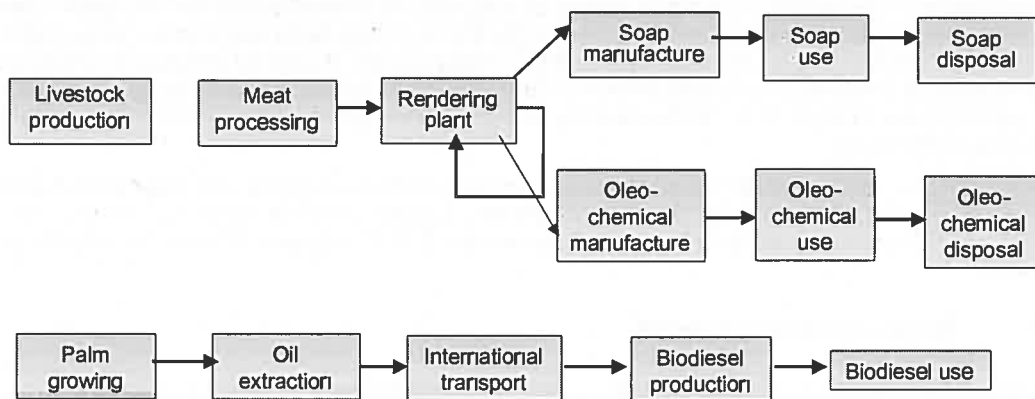 Soap
manufacture
Soap
use
Soap
disposal
Livestock
production
Meat
processing
Rendering
plant
Oleo-
chemical
manufacture
Oleo-
chemical
use
Oleo-
chemical
disposal
Palm
growing
Oil
extraction
International
transport
Biodiesel
production
Biodiesel use